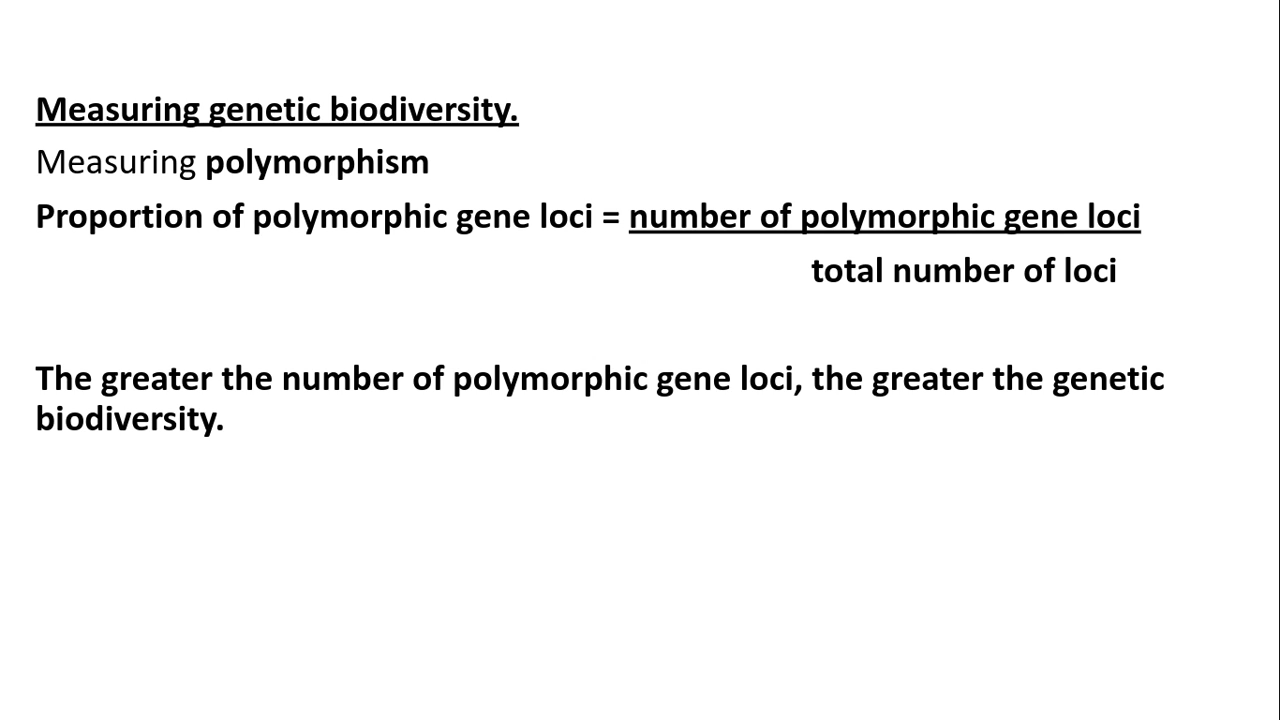 Measuring genetic biodiversity.
Measuring polymorphism
Proportion of polymorphic gene loci = number of polymorphic gene loci
total number of loci
The greater the number of polymorphic gene loci, the greater the genetic
biodiversity.